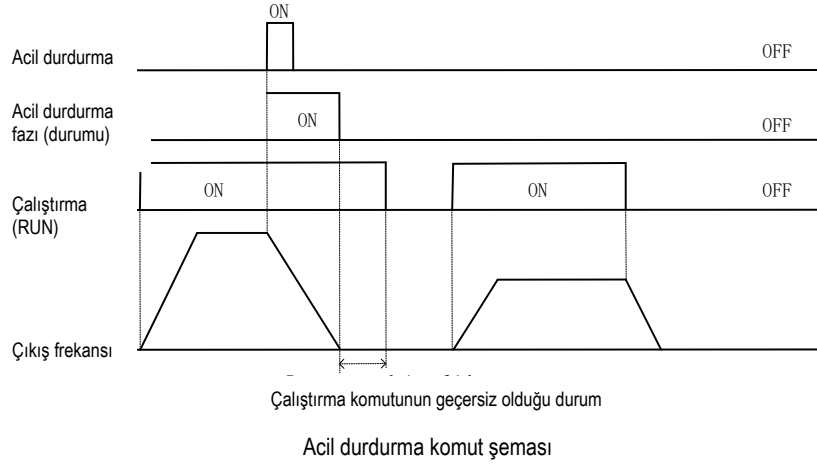 ON
Acil durdurma
OFF
Acil durdurma
fazı (durumu)
ON
OFF
Çalıştırma
(RUN)
ON
ON
OFF
Çıkış frekansı
Çalıştırma komutunun geçersiz olduğu durum
Acil durdurma komut şeması